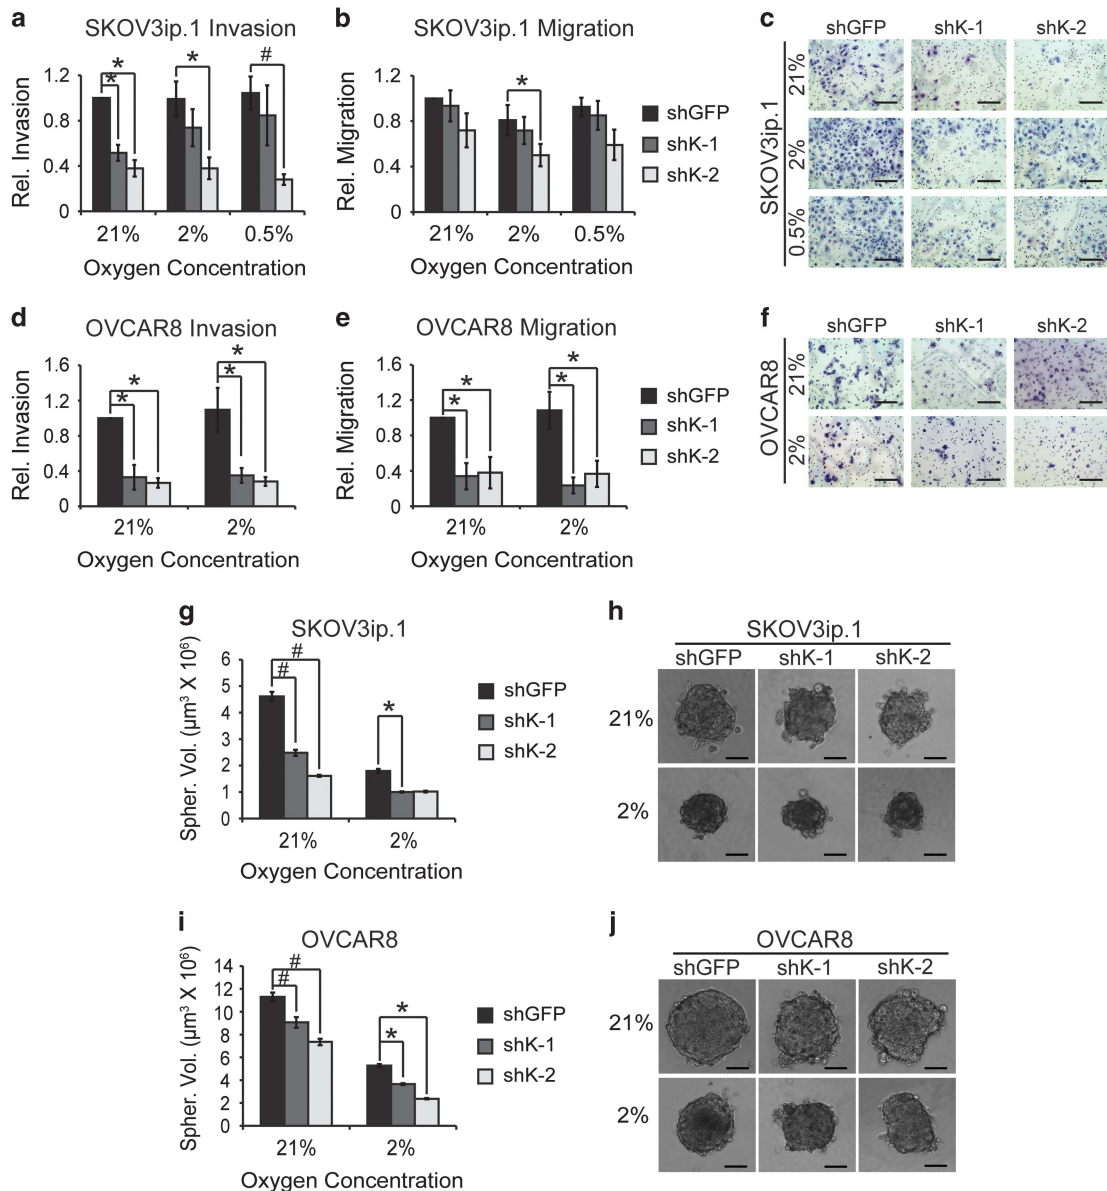 a
SKOV3ip.1 Invasion
Rel. Invasion
1.2
0.8
0.4
0
* * * #
21% 2% 0.5%
Oxygen Concentration
b
SKOV3ip.1 Migration
Rel. Migration
1.2
0.8
0.4
0
*
21% 2% 0.5%
Oxygen Concentration
shGFP
shK-1
shK-2
c
shGFP shK-1 shK-2
SKOV3ip.1
21%
2%
0.5%
d
OVCAR8 Invasion
Rel. Invasion
1.6
1.2
0.8
0.4
0
* * * *
21% 2%
Oxygen Concentration
e
OVCAR8 Migration
Rel. Migration
1.6
1.2
0.8
0.4
0
* * * *
21% 2%
Oxygen Concentration
shGFP
shK-1
shK-2
f
shGFP shK-1 shK-2
OVCAR8
21%
2%
g
SKOV3ip.1
Spher. Vol. (µm³ X 10⁶)
6
5
4
3
2
1
0
# # *
21% 2%
Oxygen Concentration
shGFP
shK-1
shK-2
h
SKOV3ip.1
shGFP shK-1 shK-2
21%
2%
i
OVCAR8
Spher. Vol. (µm³ X 10⁶)
14
12
10
8
6
4
2
0
# # * *
21% 2%
Oxygen Concentration
shGFP
shK-1
shK-2
j
OVCAR8
shGFP shK-1 shK-2
21%
2%